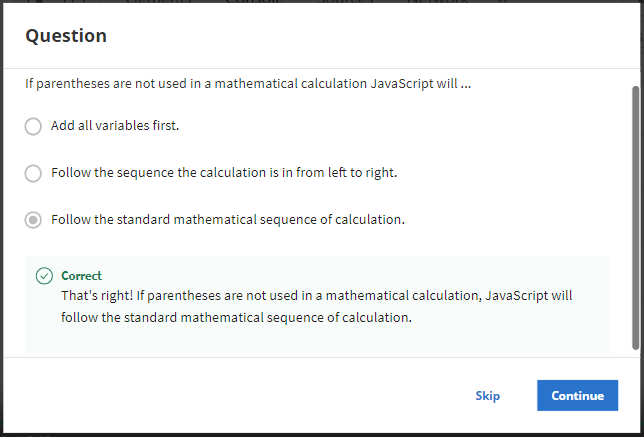 Question
If parentheses are not used in a mathematical calculation JavaScript will ...
Add all variables first.
Follow the sequence the calculation is in from left to right.
Follow the standard mathematical sequence of calculation.
Correct
That's right! If parentheses are not used in a mathematical calculation, JavaScript will
follow the standard mathematical sequence of calculation.
Skip
Continue